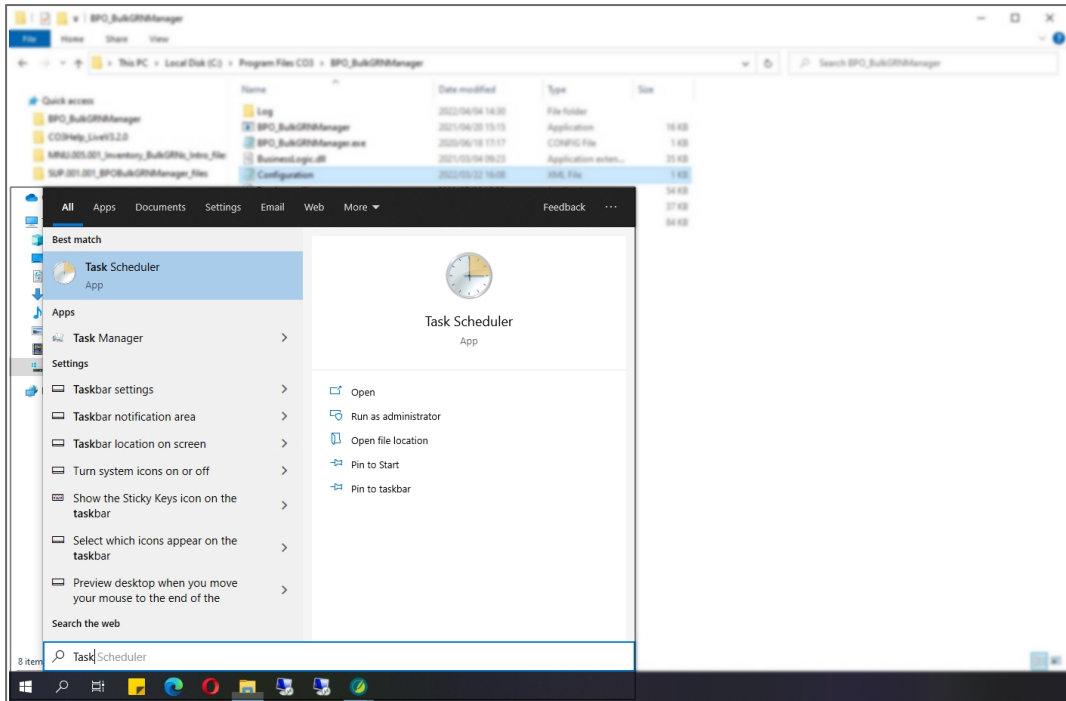 BPO_BulkGRNManager
File Home Share View
This PC > Local Disk (C:) > Program Files CO3 > BPO_BulkGRNManager
Search BPO_BulkGRNManager
Name Date modified Type Size
Quick access
BPO_BulkGRNManager
CO3Help_LiveV3.2.0
MNU.005.001_Inventory_BulkGRNs_Intro_file
SUP.001.001_BPOBulkGRNManager_files
Log 2022/04/04 14:30 File folder
BPO_BulkGRNManager 2021/04/20 15:15 Application 16 KB
BPO_BulkGRNManager.exe 2020/06/18 17:17 CONFIG File 1 KB
BusinessLogic.dll 2021/03/04 09:23 Application exten... 35 KB
Configuration 2022/03/22 16:08 XML File 1 KB
54 KB
37 KB
84 KB
All Apps Documents Settings Email Web More Feedback ...
Best match
Task Scheduler
App
Apps
Task Manager
Settings
Taskbar settings
Taskbar notification area
Taskbar location on screen
Turn system icons on or off
Show the Sticky Keys icon on the
taskbar
Select which icons appear on the
taskbar
Preview desktop when you move
your mouse to the end of the
Search the web
Task Scheduler
App
Open
Run as administrator
Open file location
Pin to Start
Pin to taskbar
8 item
Task Scheduler